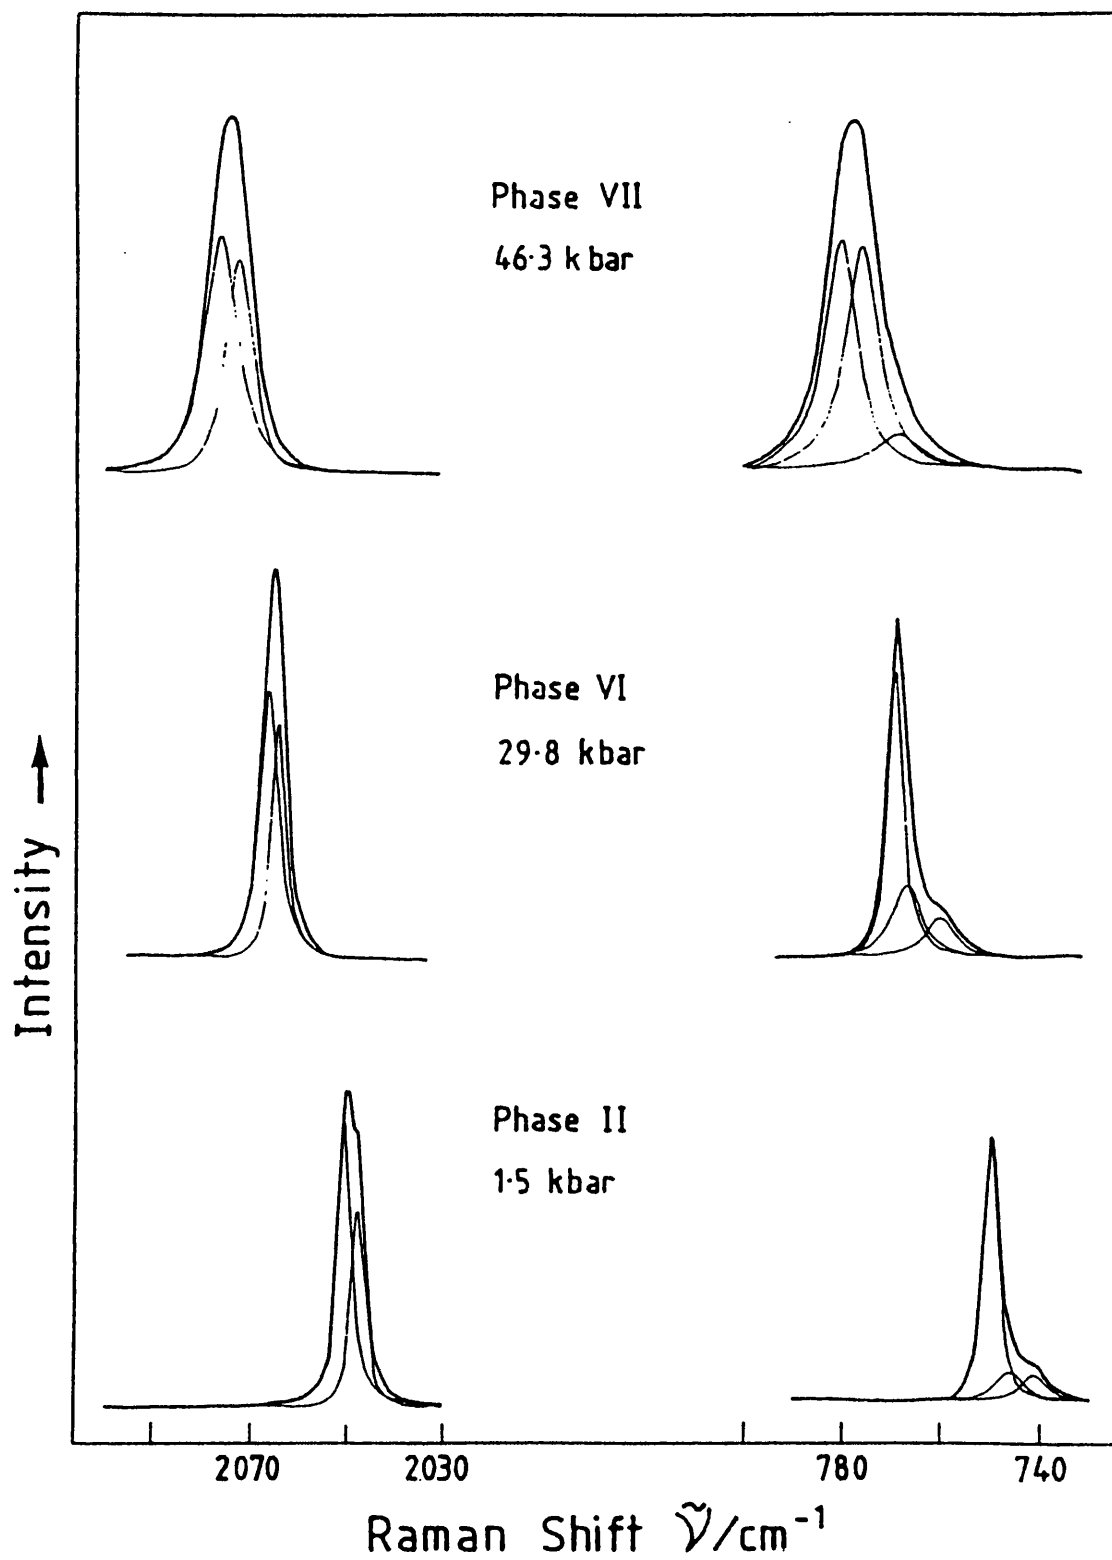 Phase VII
46·3 kbar
Phase VI
29·8 kbar
Intensity →
Phase II
1·5 kbar
2070 2030 780 740
Raman Shift ν̃/cm⁻¹